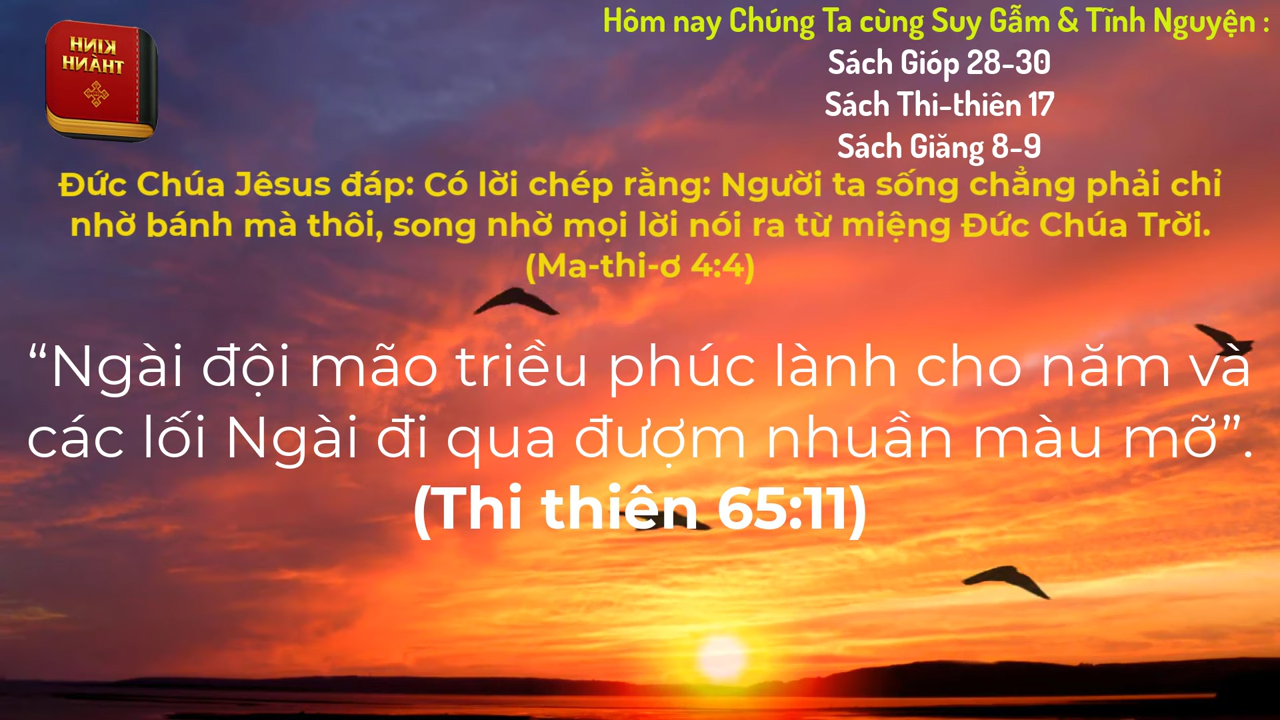 KINH
THÁNH
Hôm nay Chúng Ta cùng Suy Gẫm & Tĩnh Nguyện :
Sách Gióp 28-30
Sách Thi-thiên 17
Sách Giăng 8-9
Đức Chúa Jêsus đáp: Có lời chép rằng: Người ta sống chẳng phải chỉ
nhờ bánh mà thôi, song nhờ mọi lời nói ra từ miệng Đức Chúa Trời.
(Ma-thi-ơ 4:4)
“Ngài đội mão triều phúc lành cho năm và
các lối Ngài đi qua đượm nhuần màu mỡ”.
(Thi thiên 65:11)